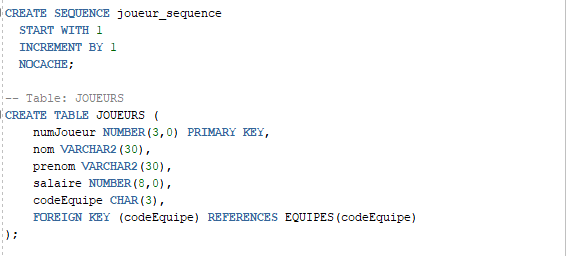 CREATE SEQUENCE joueur_sequence
START WITH 1
INCREMENT BY 1
NOCACHE;
-- Table: JOUEURS
CREATE TABLE JOUEURS (
numJoueur NUMBER(3,0) PRIMARY KEY,
nom VARCHAR2(30),
prenom VARCHAR2(30),
salaire NUMBER(8,0),
codeEquipe CHAR(3),
FOREIGN KEY (codeEquipe) REFERENCES EQUIPES(codeEquipe)
);